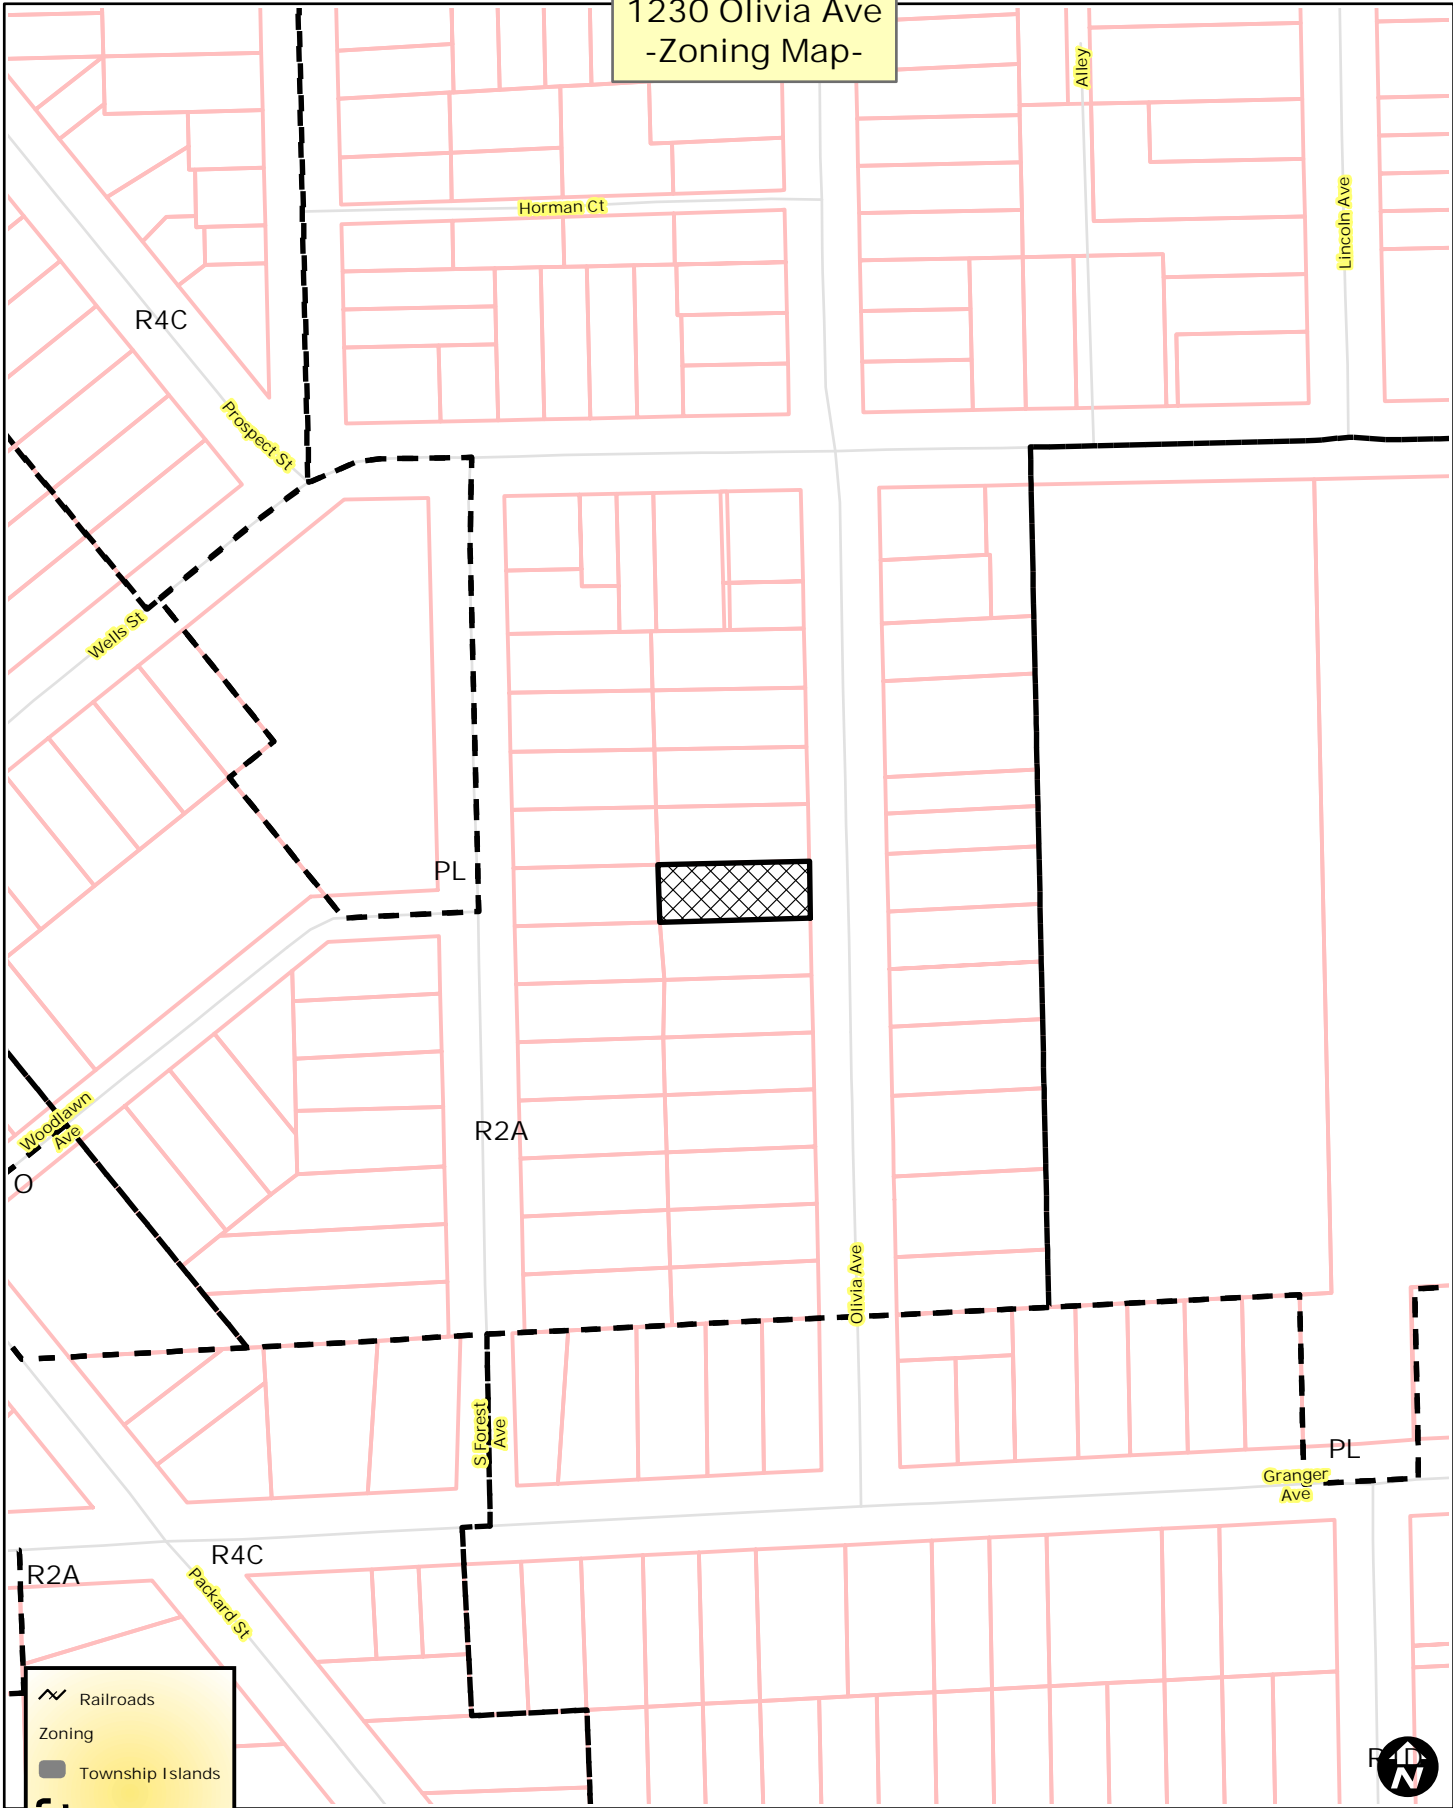 1230 Olivia Ave
-Zoning Map-
Alley
Horman Ct
Lincoln Ave
R4C
Prospect St
Wells St
PL
Woodlawn
Ave
R2A
O
Olivia Ave
S Forest
Ave
PL
Granger
Ave
R4C
R2A
Packard St
Railroads
Zoning
Township Islands
N